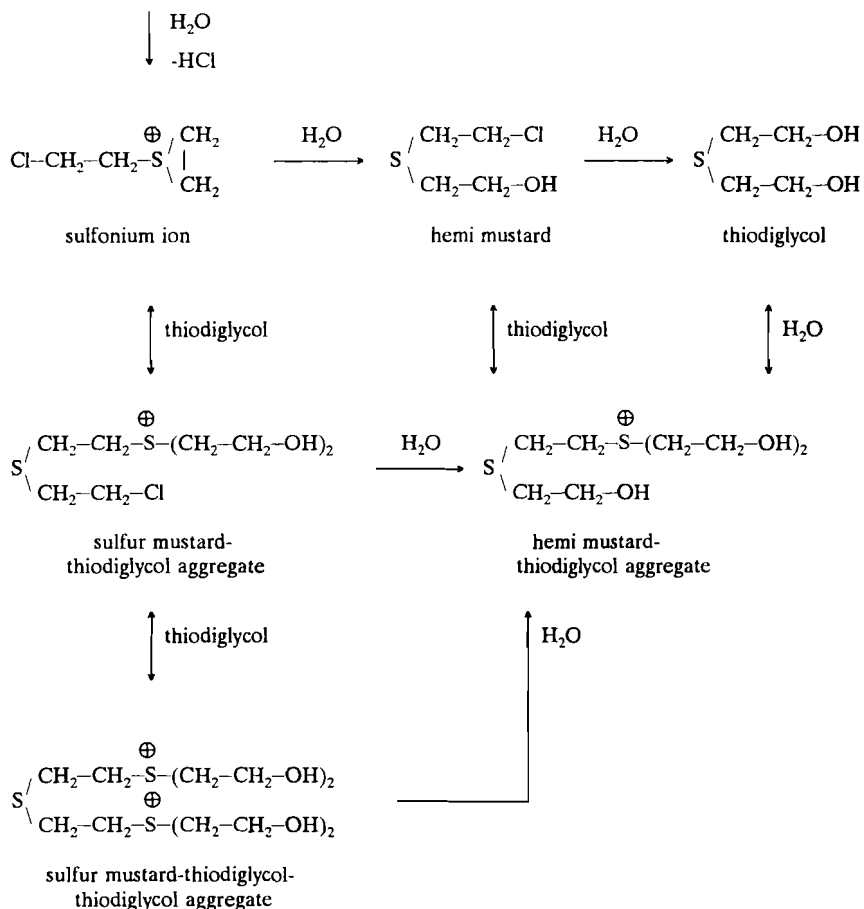 H2O
-HCl
⊕
Cl–CH2–CH2–S CH2 CH2
H2O
S CH2–CH2–Cl CH2–CH2–OH
H2O
S CH2–CH2–OH CH2–CH2–OH
sulfonium ion
hemi mustard
thiodiglycol
thiodiglycol
thiodiglycol
H2O
⊕
CH2–CH2–S–(CH2–CH2–OH)2
S
CH2–CH2–Cl
H2O
⊕
CH2–CH2–S–(CH2–CH2–OH)2
S
CH2–CH2–OH
sulfur mustard-
thiodiglycol aggregate
hemi mustard-
thiodiglycol aggregate
thiodiglycol
H2O
⊕
CH2–CH2–S–(CH2–CH2–OH)2
S
⊕
CH2–CH2–S–(CH2–CH2–OH)2
sulfur mustard-thiodiglycol-
thiodiglycol aggregate